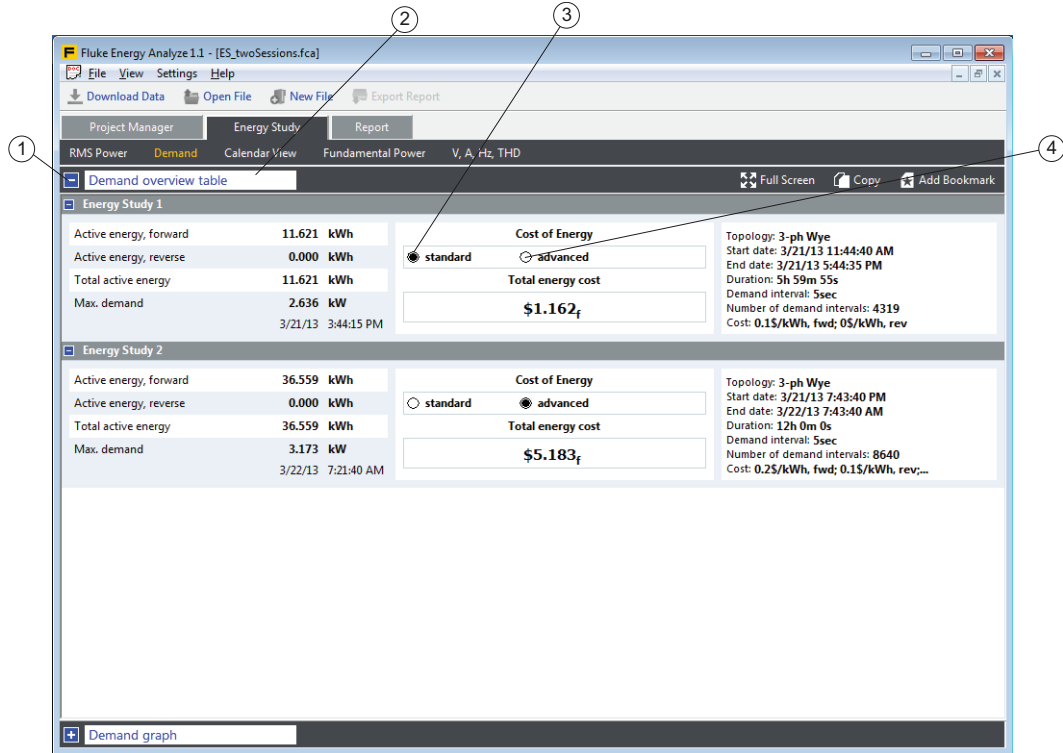 2
3
1
4
Fluke Energy Analyze 1.1 - [ES_twoSessions.fca]
File View Settings Help
Download Data Open File New File Export Report
Project Manager Energy Study Report
RMS Power Demand Calendar View Fundamental Power V, A, Hz, THD
Demand overview table Full Screen Copy Add Bookmark
Energy Study 1
Active energy, forward 11.621 kWh
Active energy, reverse 0.000 kWh
Total active energy 11.621 kWh
Max. demand 2.636 kW
3/21/13 3:44:15 PM
Cost of Energy
standard advanced
Total energy cost
$1.162f
Topology: 3-ph Wye
Start date: 3/21/13 11:44:40 AM
End date: 3/21/13 5:44:35 PM
Duration: 5h 59m 55s
Demand interval: 5sec
Number of demand intervals: 4319
Cost: 0.1$/kWh, fwd; 0$/kWh, rev
Energy Study 2
Active energy, forward 36.559 kWh
Active energy, reverse 0.000 kWh
Total active energy 36.559 kWh
Max. demand 3.173 kW
3/22/13 7:21:40 AM
Cost of Energy
standard advanced
Total energy cost
$5.183f
Topology: 3-ph Wye
Start date: 3/21/13 7:43:40 PM
End date: 3/22/13 7:43:40 AM
Duration: 12h 0m 0s
Demand interval: 5sec
Number of demand intervals: 8640
Cost: 0.2$/kWh, fwd; 0.1$/kWh, rev;...
Demand graph